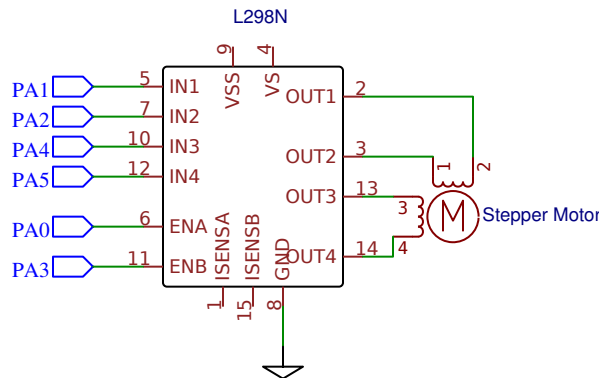 L298N
9 4
VSS VS
PA1 5 IN1 OUT1 2
PA2 7 IN2
PA4 10 IN3 OUT2 3 1 2
PA5 12 IN4 OUT3 13 3
PA0 6 ENA M Stepper Motor
PA3 11 ENB OUT4 14 4
ISENSA ISENSB GND
1 15 8